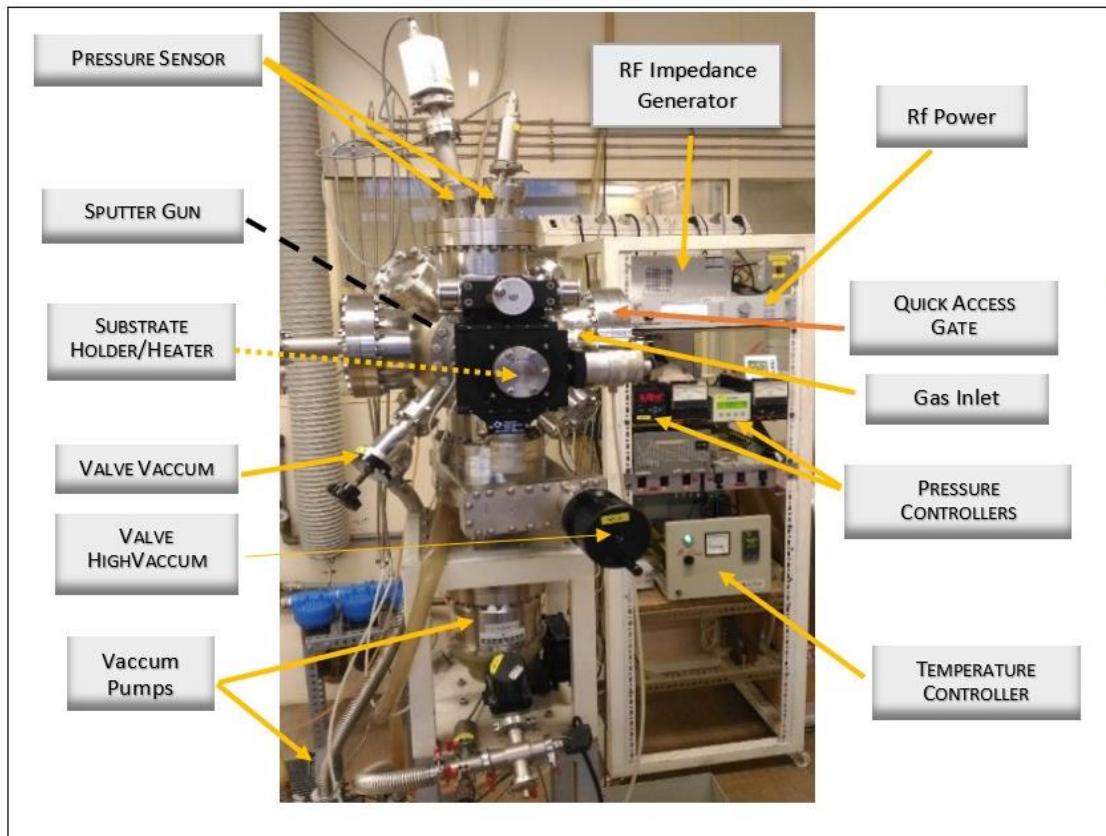 PRESSURE SENSOR
RF Impedance
Generator
Rf Power
SPUTTER GUN
SUBSTRATE
HOLDER/HEATER
QUICK ACCESS
GATE
Gas Inlet
VALVE VACCUM
PRESSURE
CONTROLLERS
VALVE
HIGHVACCUM
Vaccum
Pumps
TEMPERATURE
CONTROLLER